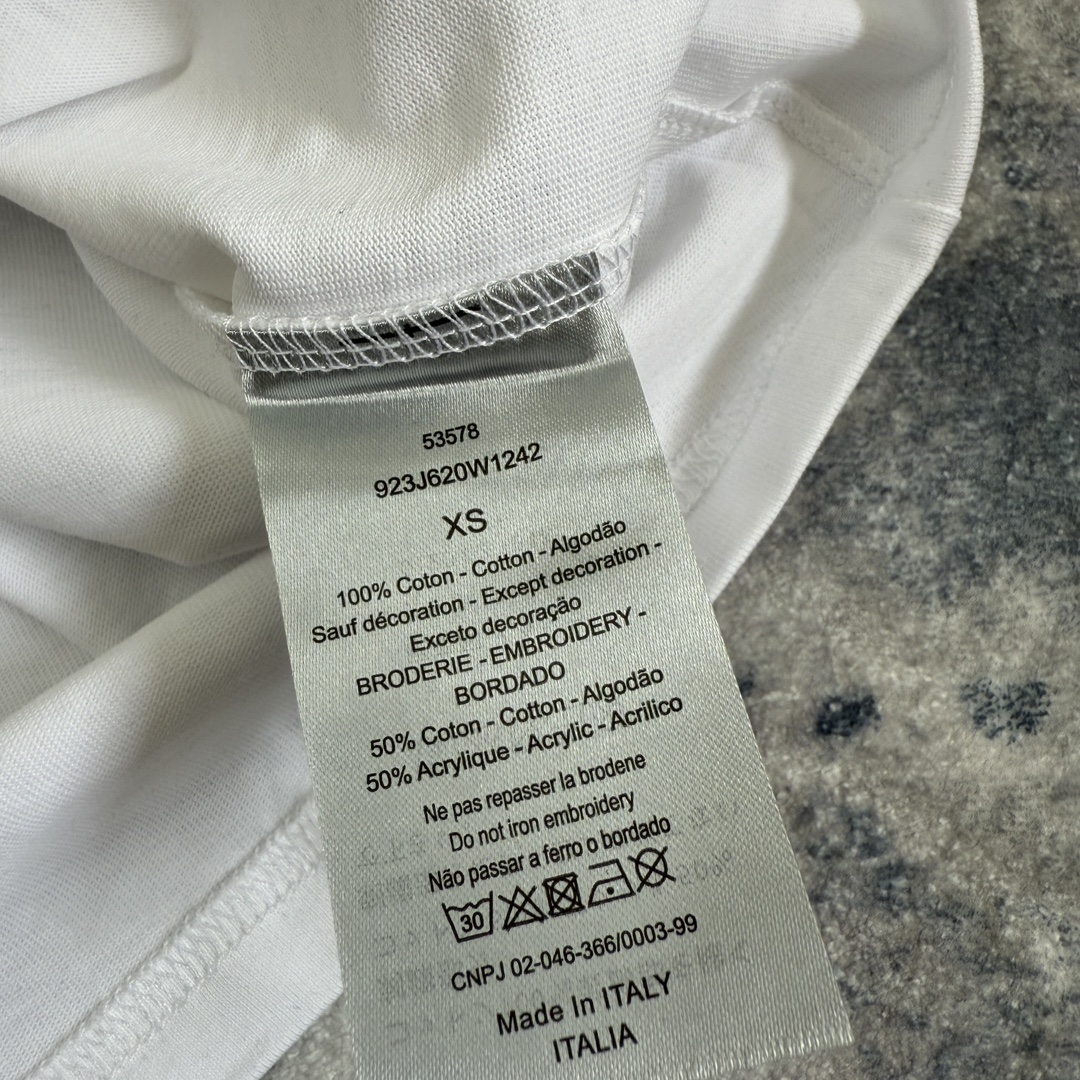 53578
923J620W1242
XS
100% Coton - Cotton - Algodão
Sauf décoration - Except decoration -
Exceto decoração
BRODERIE - EMBROIDERY -
BORDADO
50% Coton - Cotton - Algodão
50% Acrylique - Acrylic - Acrilico
Ne pas repasser la brodene
Do not iron embroidery
Não passar a ferro o bordado
30
CNPJ 02-046-366/0003-99
Made In ITALY
ITALIA